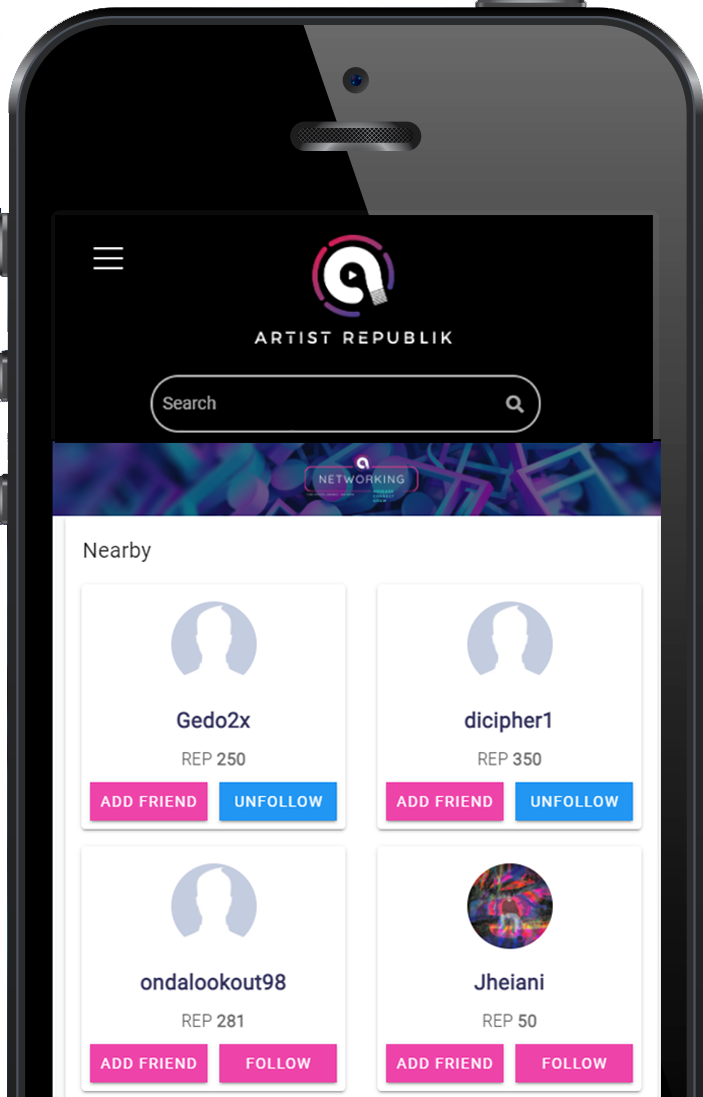 ARTIST REPUBLIK
Search
NETWORKING
Nearby
Gedo2x
dicipher1
REP 250
REP 350
ADD FRIEND
UNFOLLOW
ADD FRIEND
UNFOLLOW
ondalookout98
Jheiani
REP 281
REP 50
ADD FRIEND
FOLLOW
ADD FRIEND
FOLLOW